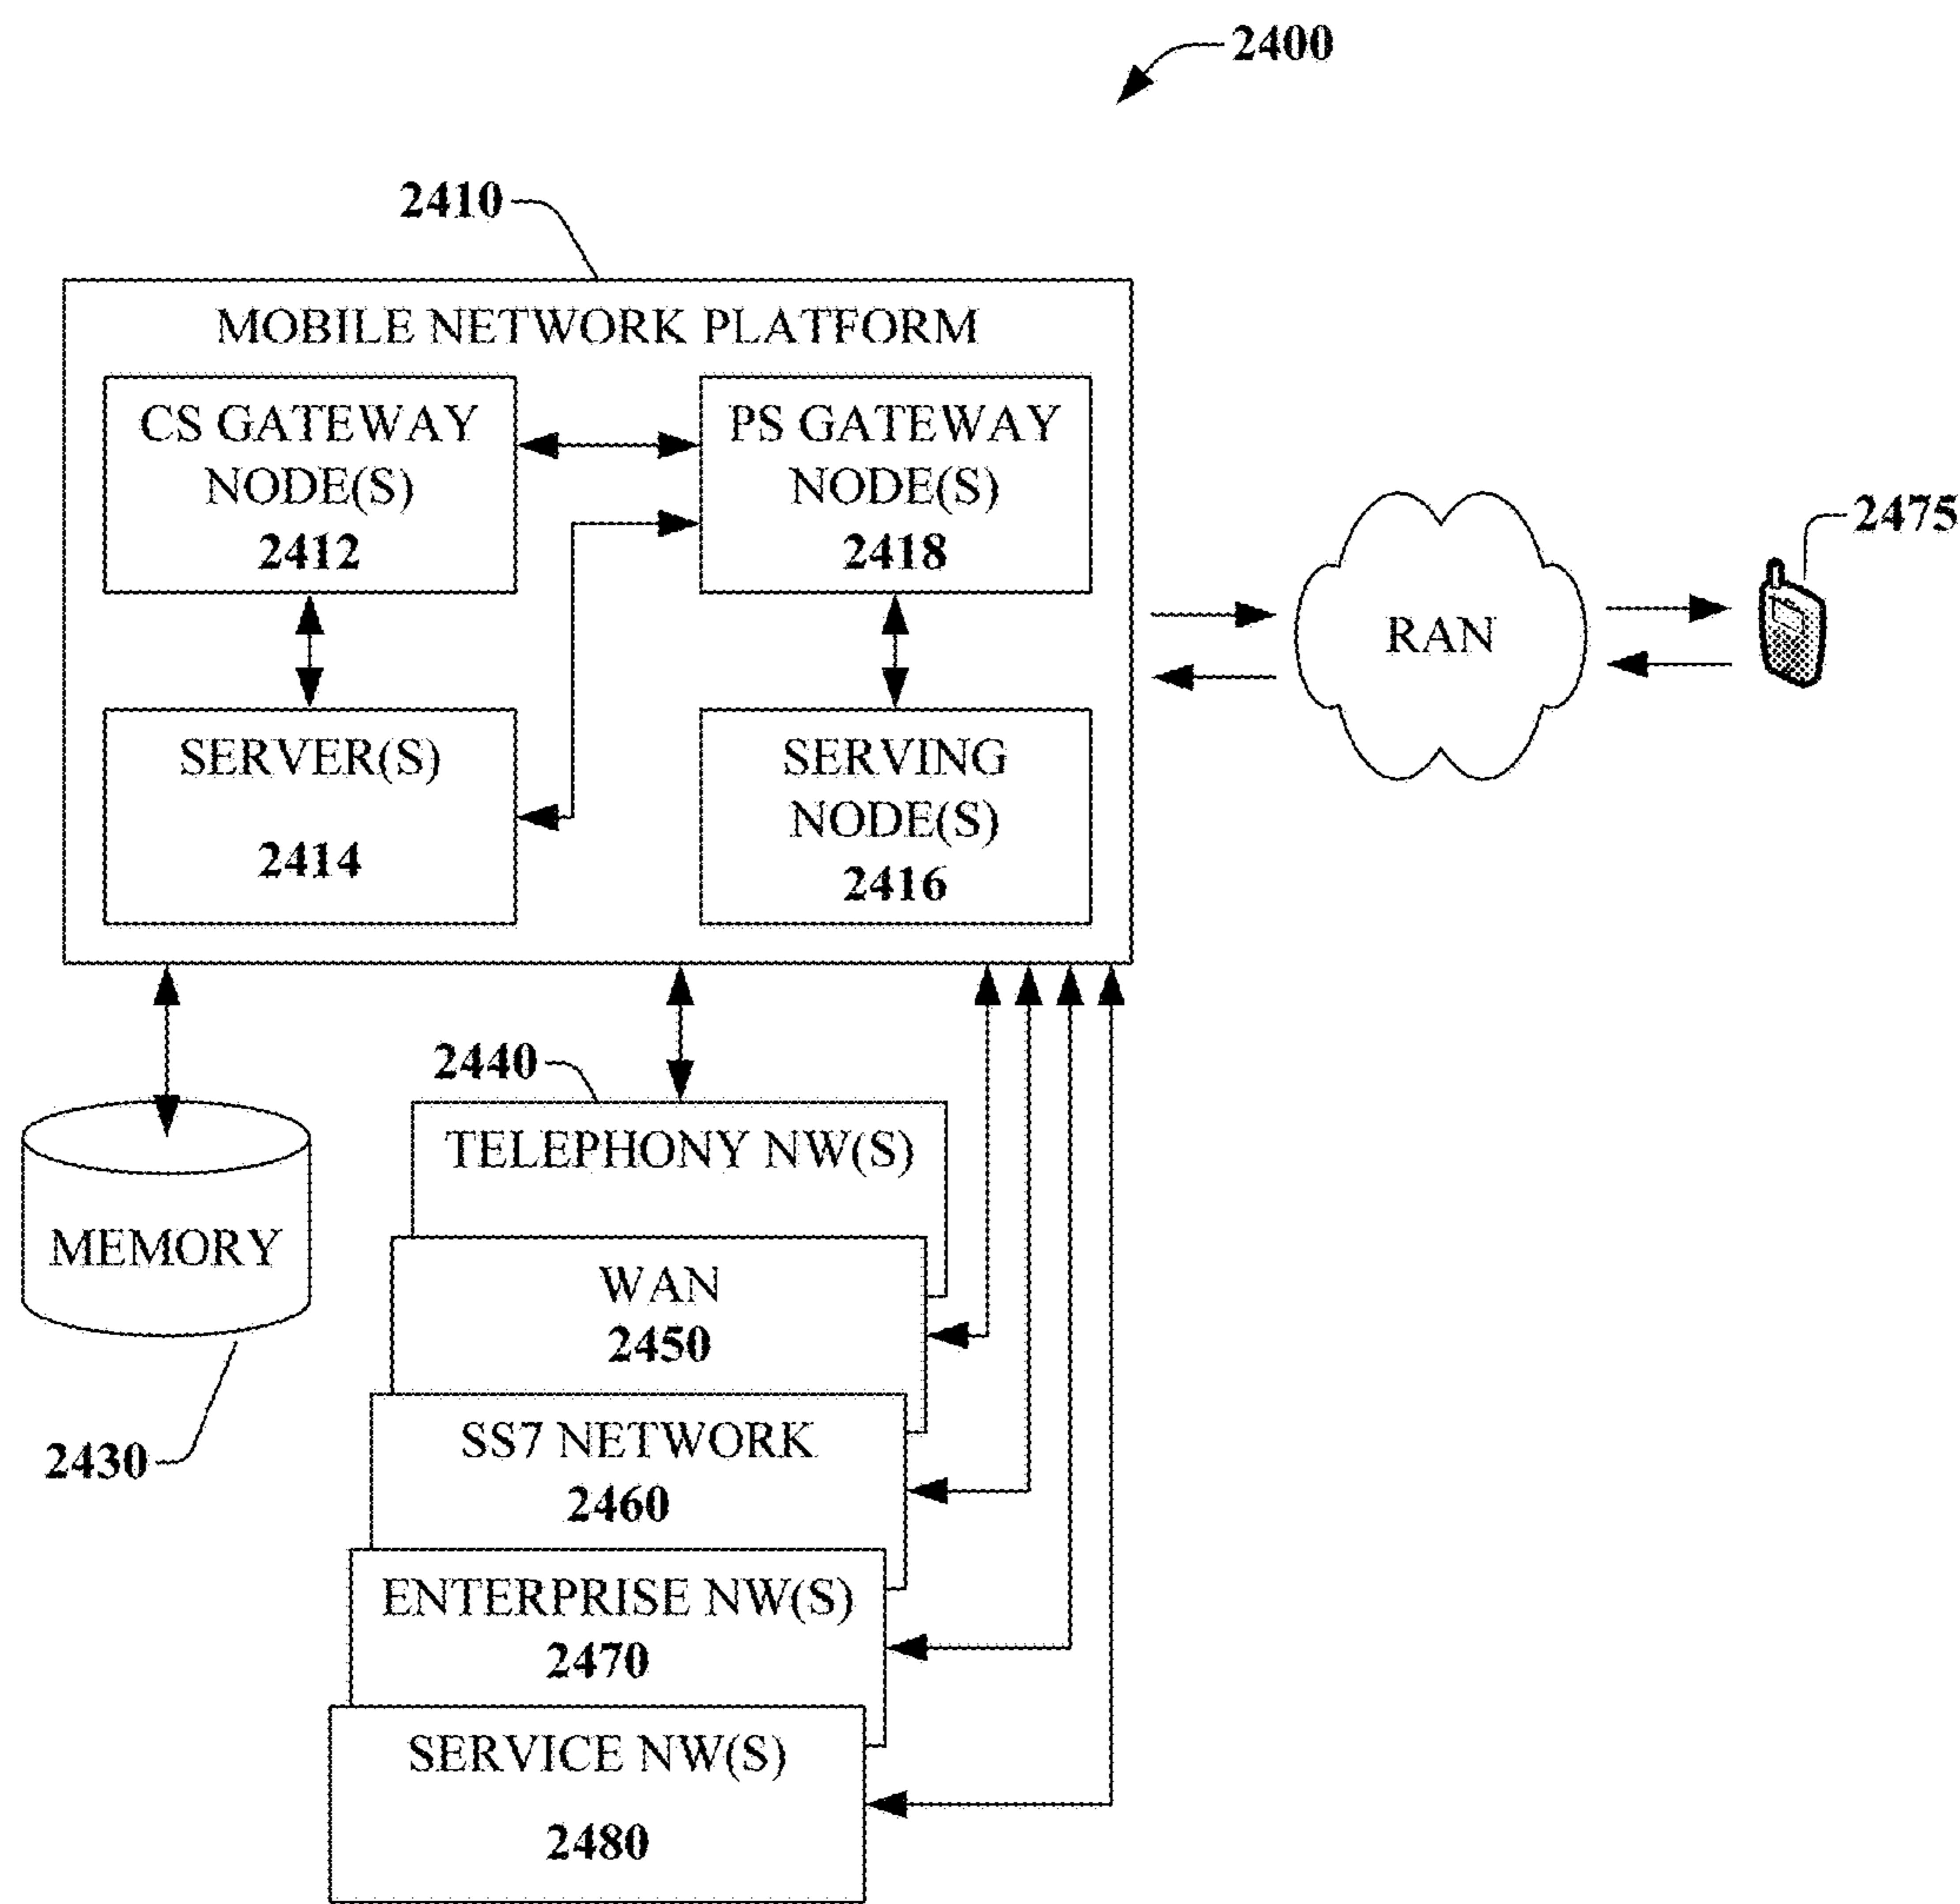 2400
2410
MOBILE NETWORK PLATFORM
CS GATEWAY
NODE(S)
2412
PS GATEWAY
NODE(S)
2418
SERVER(S)
2414
SERVING
NODE(S)
2416
RAN
2475
2440
TELEPHONY NW(S)
MEMORY
2430
WAN
2450
SS7 NETWORK
2460
ENTERPRISE NW(S)
2470
SERVICE NW(S)
2480